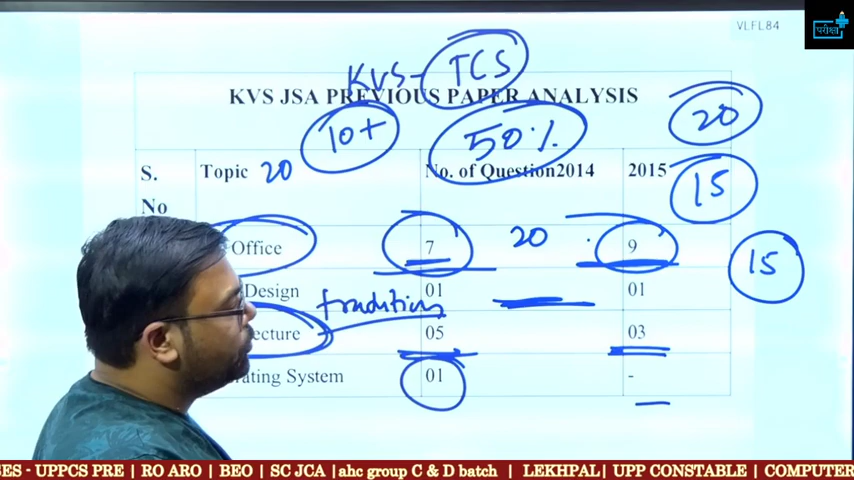 VLFL84
परीक्षा
KVS - TCS
KVS JSA PREVIOUS PAPER ANALYSIS
10+ 50% 20
S. No Topic 20 No. of Question2014 2015 15
Office 7 20 9 15
Design 01 01
fundations
ecture 05 03
ating System 01 -
SES - UPPCS PRE | RO ARO | BEO | SC JCA |ahc group C & D batch | LEKHPAL| UPP CONSTABLE | COMPUTER